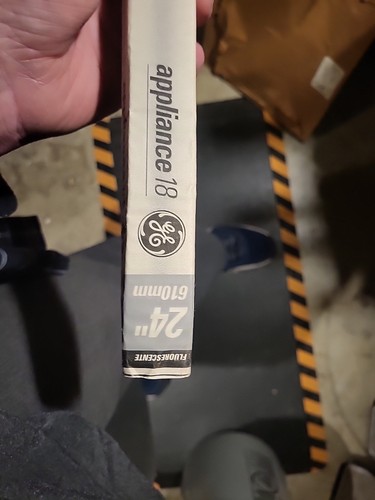 appliance 18
GE
24"
610mm
FLUORESCENTE